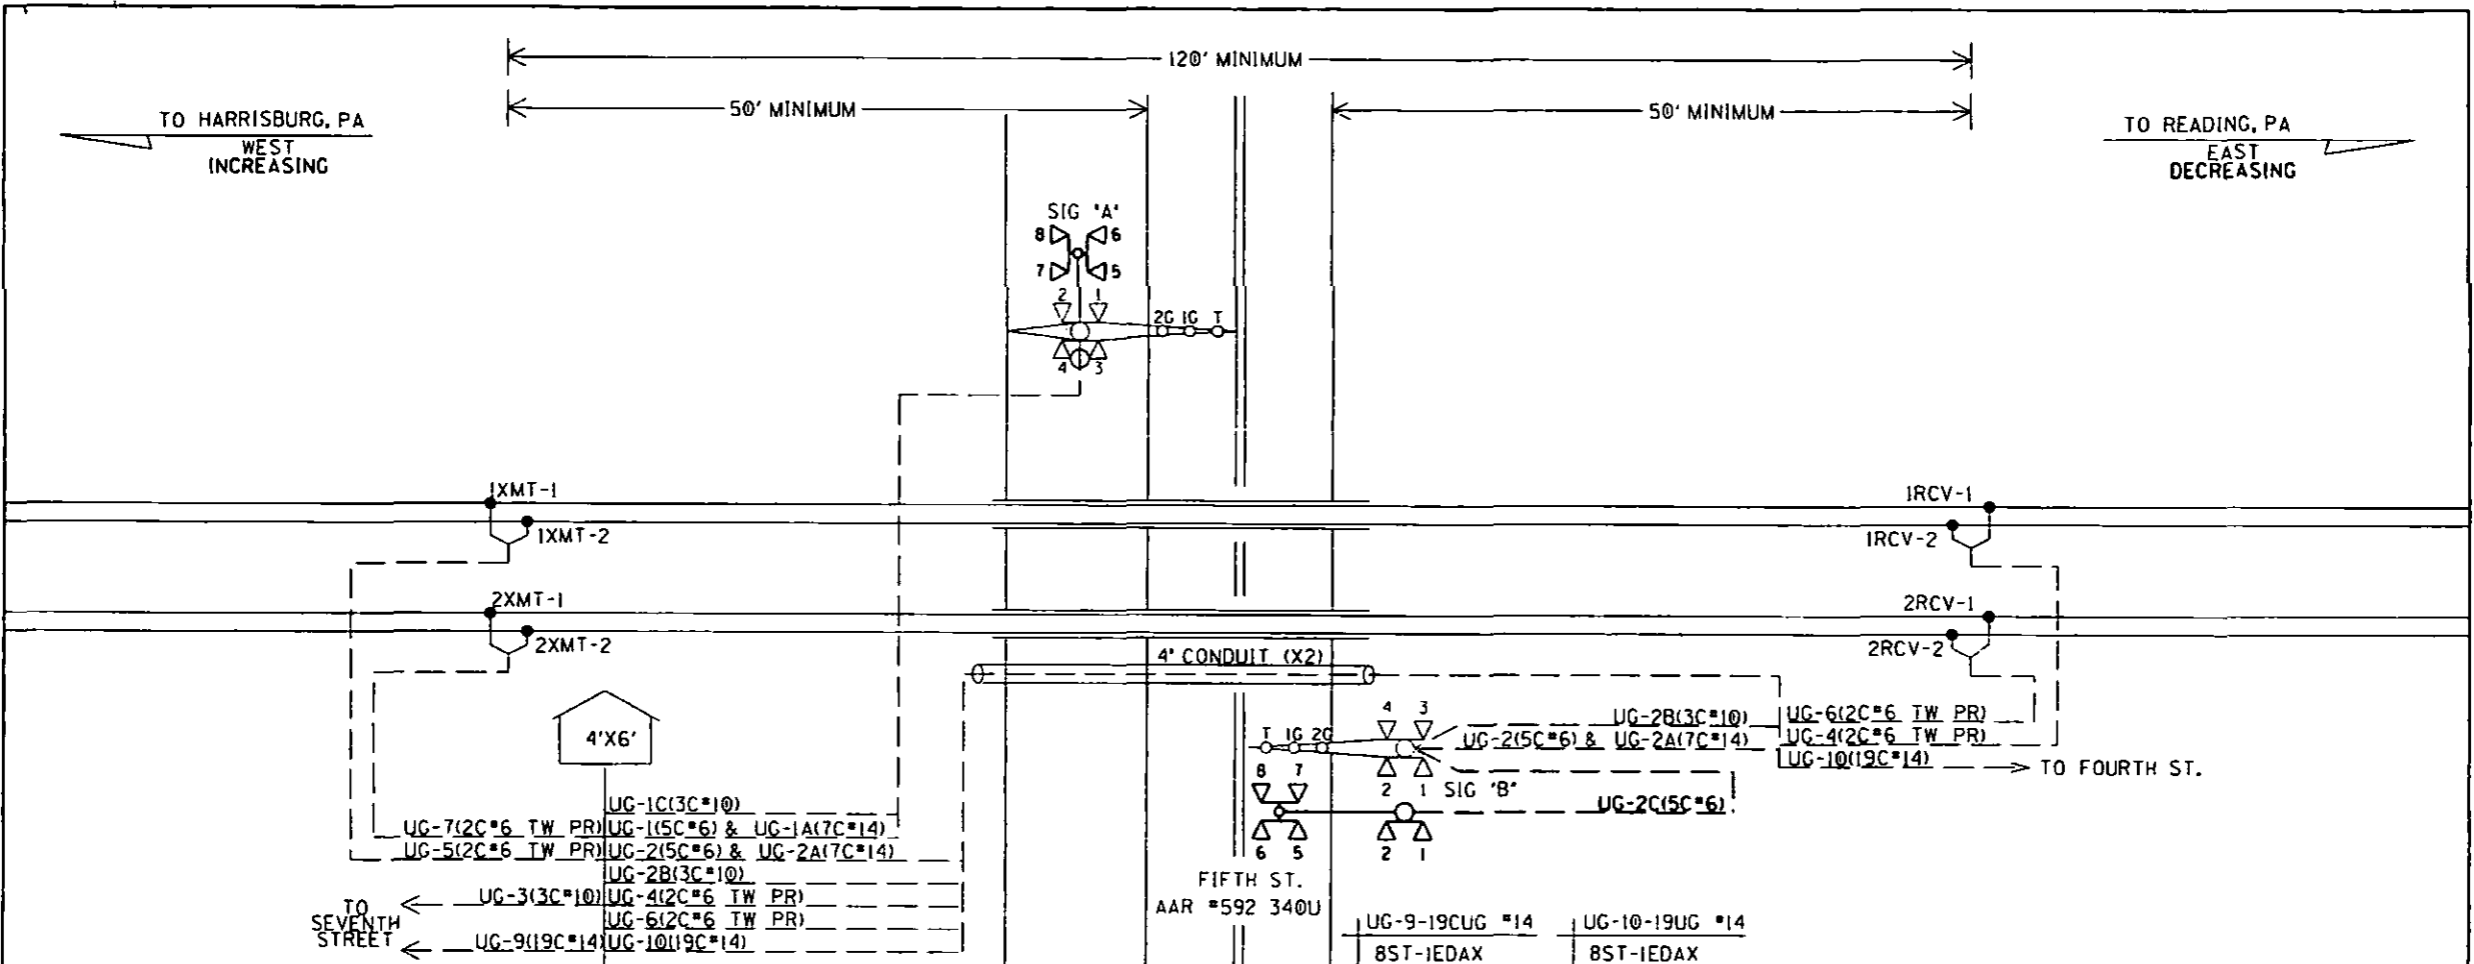 120' MINIMUM
50' MINIMUM
50' MINIMUM
TO HARRISBURG, PA
WEST
INCREASING
TO READING, PA
EAST
DECREASING
SIG "A"
8 6
7 5
2 1
2G 1G T
4 3
1XMT-1
1XMT-2
1RCV-1
1RCV-2
2XMT-1
2XMT-2
2RCV-1
2RCV-2
4" CONDUIT (X2)
4'X6'
4 3
T 1G 2G
UG-2B(3C#10)
UG-2(5C#6) & UG-2A(7C#14)
UG-6(2C#6 TW PR)
UG-4(2C#6 TW PR)
UG-10(19C#14)
TO FOURTH ST.
8 7
2 1
SIG "B"
UG-2C(5C#6)
6 5
2 1
UG-1C(3C#10)
UG-7(2C#6 TW PR) UG-1(5C#6) & UG-1A(7C#14)
UG-5(2C#6 TW PR) UG-2(5C#6) & UG-2A(7C#14)
UG-2B(3C#10)
UG-3(3C#10) UG-4(2C#6 TW PR)
UG-6(2C#6 TW PR)
UG-9(19C#14) UG-10(19C#14)
TO
SEVENTH
STREET
FIFTH ST.
AAR #592 340U
UG-9-19CUG #14
8ST-1EDAX
UG-10-19UG #14
8ST-1EDAX